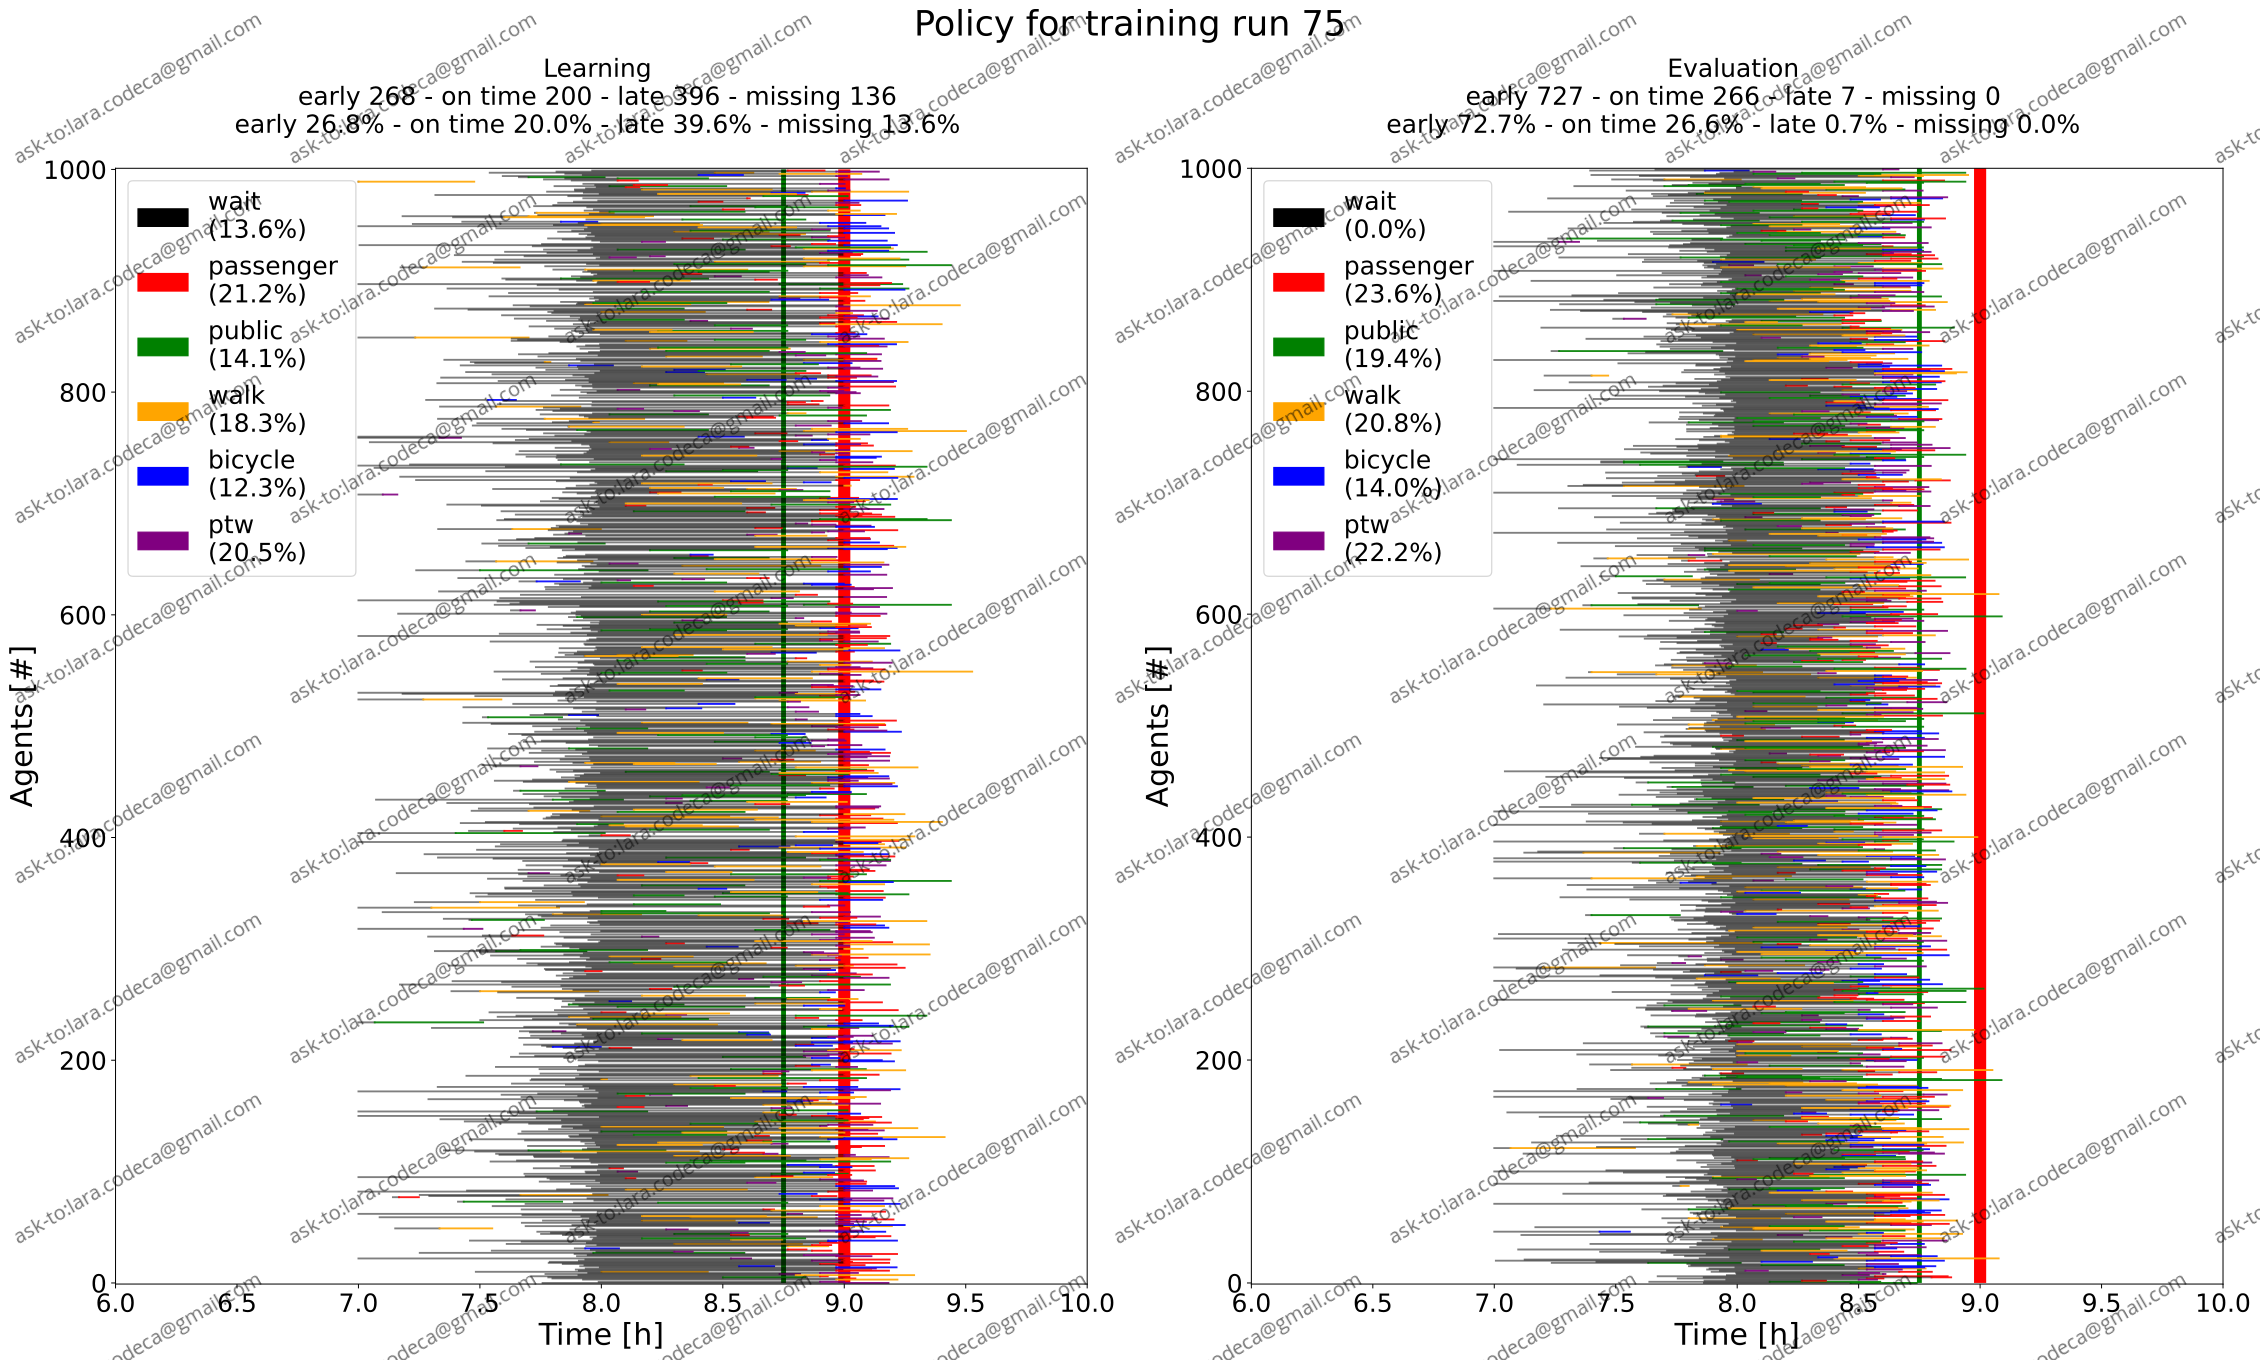 Policy for training run 75
Learning
early 268 - on time 200 - late 396 - missing 136
early 26.8% - on time 20.0% - late 39.6% - missing 13.6%
1000
800
600
400
200
0
Agents [#]
wait
(13.6%)
passenger
(21.2%)
public
(14.1%)
walk
(18.3%)
bicycle
(12.3%)
ptw
(20.5%)
6.0 6.5 7.0 7.5 8.0 8.5 9.0 9.5 10.0
Time [h]
Evaluation
early 727 - on time 266 - late 7 - missing 0
early 72.7% - on time 26.6% - late 0.7% - missing 0.0%
1000
800
600
400
200
0
Agents [#]
wait
(0.0%)
passenger
(23.6%)
public
(19.4%)
walk
(20.8%)
bicycle
(14.0%)
ptw
(22.2%)
6.0 6.5 7.0 7.5 8.0 8.5 9.0 9.5 10.0
Time [h]
ask-to:lara.codeca@gmail.com